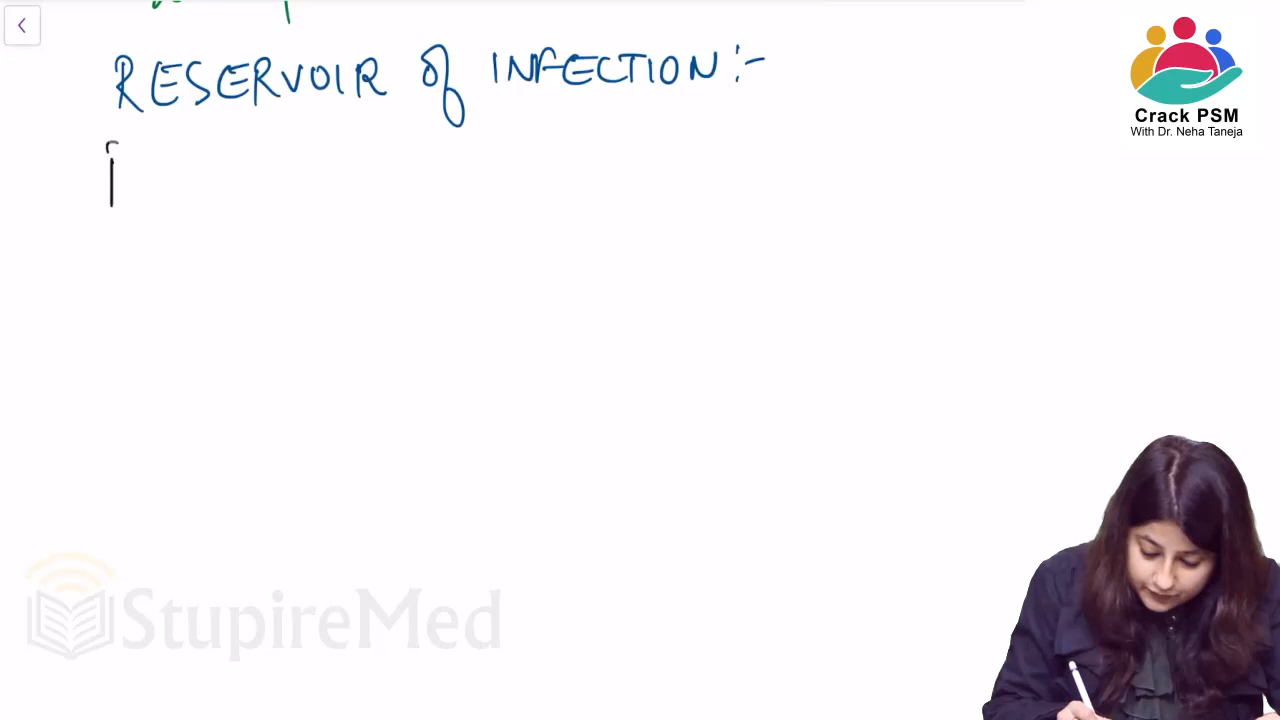 RESERVOIR of INFECTION :-
Crack PSM
With Dr. Neha Taneja
StupireMed